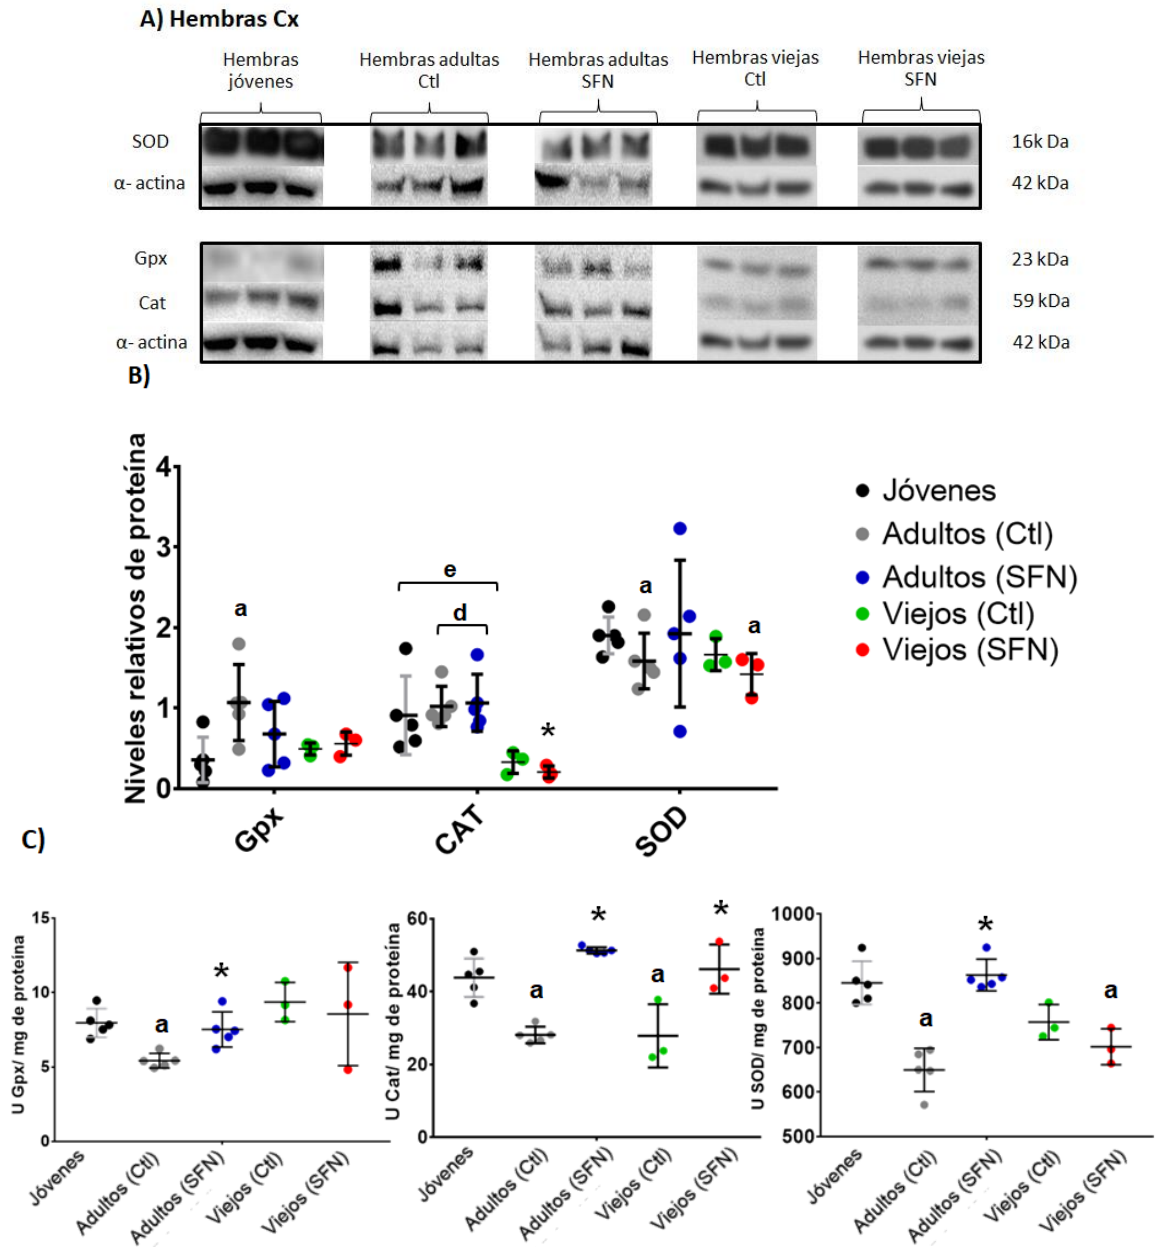 A) Hembras Cx
Hembras jóvenes
Hembras adultas Ctl
Hembras adultas SFN
Hembras viejas Ctl
Hembras viejas SFN
SOD
16k Da
α- actina
42 kDa
Gpx
23 kDa
Cat
59 kDa
α- actina
42 kDa
B)
Niveles relativos de proteína
4
3
2
1
0
a
e
d
*
a
a
Gpx
CAT
SOD
Jóvenes
Adultos (Ctl)
Adultos (SFN)
Viejos (Ctl)
Viejos (SFN)
C)
U Gpx/ mg de proteína
15
10
5
0
a
*
Jóvenes
Adultos (Ctl)
Adultos (SFN)
Viejos (Ctl)
Viejos (SFN)
U Cat/ mg de proteína
60
40
20
0
a
*
a
*
Jóvenes
Adultos (Ctl)
Adultos (SFN)
Viejos (Ctl)
Viejos (SFN)
U SOD/ mg de proteína
1000
900
800
700
600
500
a
*
a
Jóvenes
Adultos (Ctl)
Adultos (SFN)
Viejos (Ctl)
Viejos (SFN)